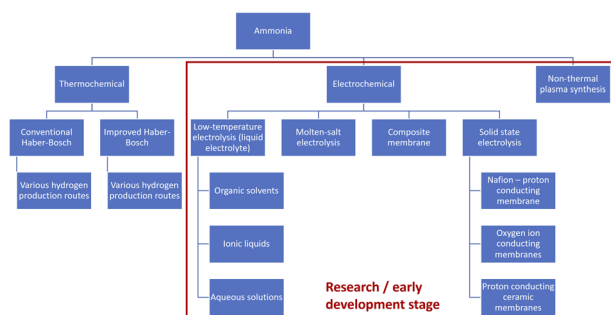 Ammonia
Thermochemical
Electrochemical
Non-thermal
plasma synthesis
Conventional
Haber-Bosch
Improved Haber-
Bosch
Low-temperature
electrolysis (liquid
electrolyte)
Molten-salt
electrolysis
Composite
membrane
Solid state
electrolysis
Various hydrogen
production routes
Various hydrogen
production routes
Organic solvents
Ionic liquids
Aqueous solutions
Nafion – proton
conducting
membrane
Oxygen ion
conducting
membranes
Proton conducting
ceramic
membranes
Research / early
development stage